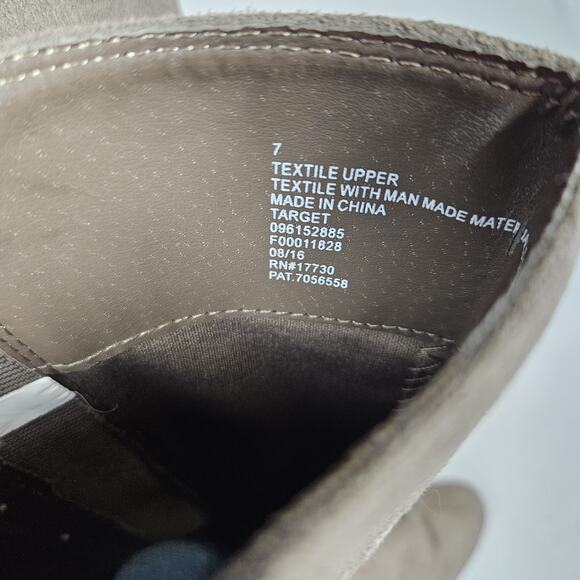 7
TEXTILE UPPER
TEXTILE WITH MAN MADE
MADE IN CHINA
TARGET
096152885
F00011828
08/16
RN#17730
PAT.7056558